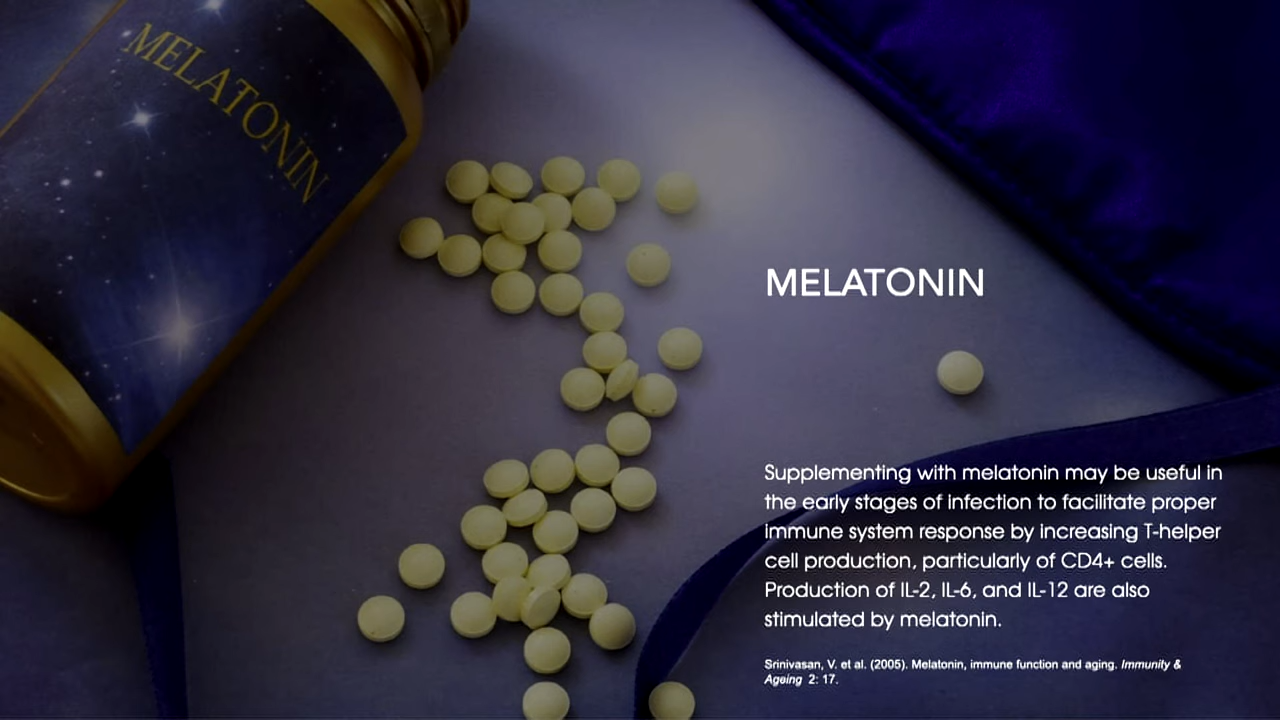 MELATONIN
MELATONIN
Supplementing with melatonin may be useful in
the early stages of infection to facilitate proper
immune system response by increasing T-helper
cell production, particularly of CD4+ cells.
Production of IL-2, IL-6, and IL-12 are also
stimulated by melatonin.
Srinivasan, V. et al. (2005). Melatonin, immune function and aging. Immunity &
Ageing 2: 17.